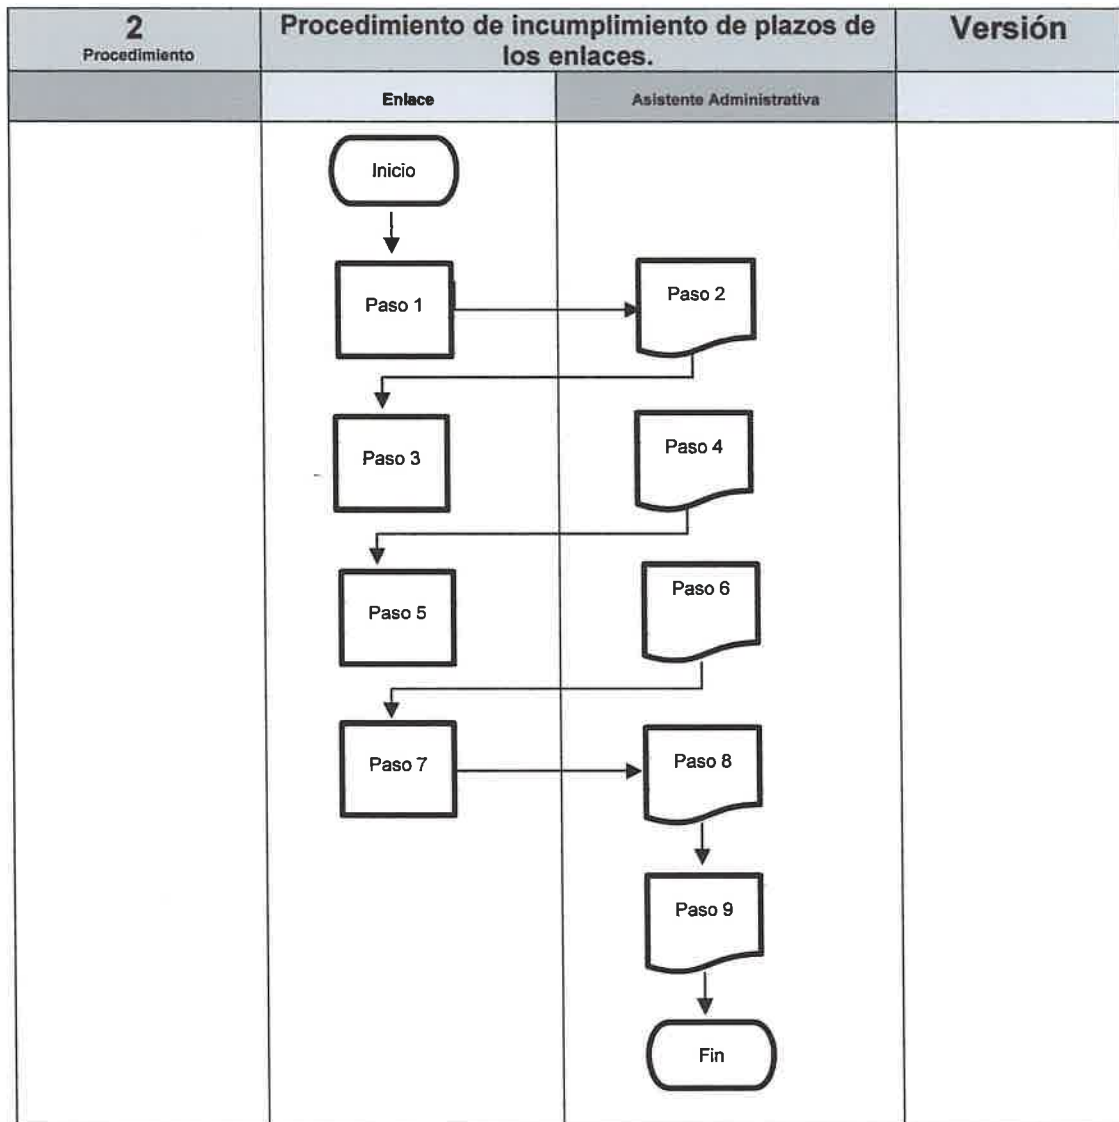 2
Procedimiento
Procedimiento de incumplimiento de plazos de
los enlaces.
Versión
Enlace
Asistente Administrativa
Inicio
Paso 1
Paso 2
Paso 3
Paso 4
Paso 5
Paso 6
Paso 7
Paso 8
Paso 9
Fin